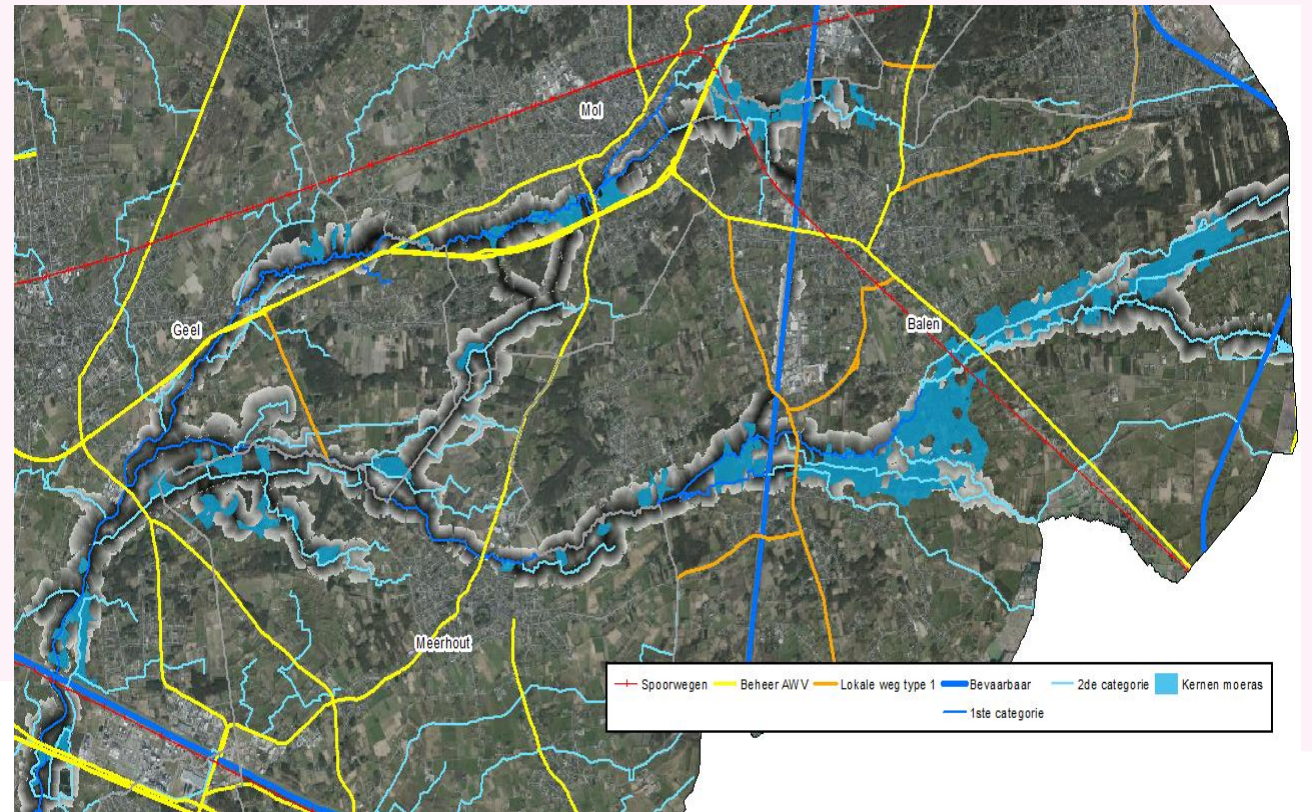 Mol
Geel
Balen
Meerhout
Spoorwegen Beheer AWV Lokale weg type 1 Bevaarbaar 2de categorie Kernen moeras
1ste categorie